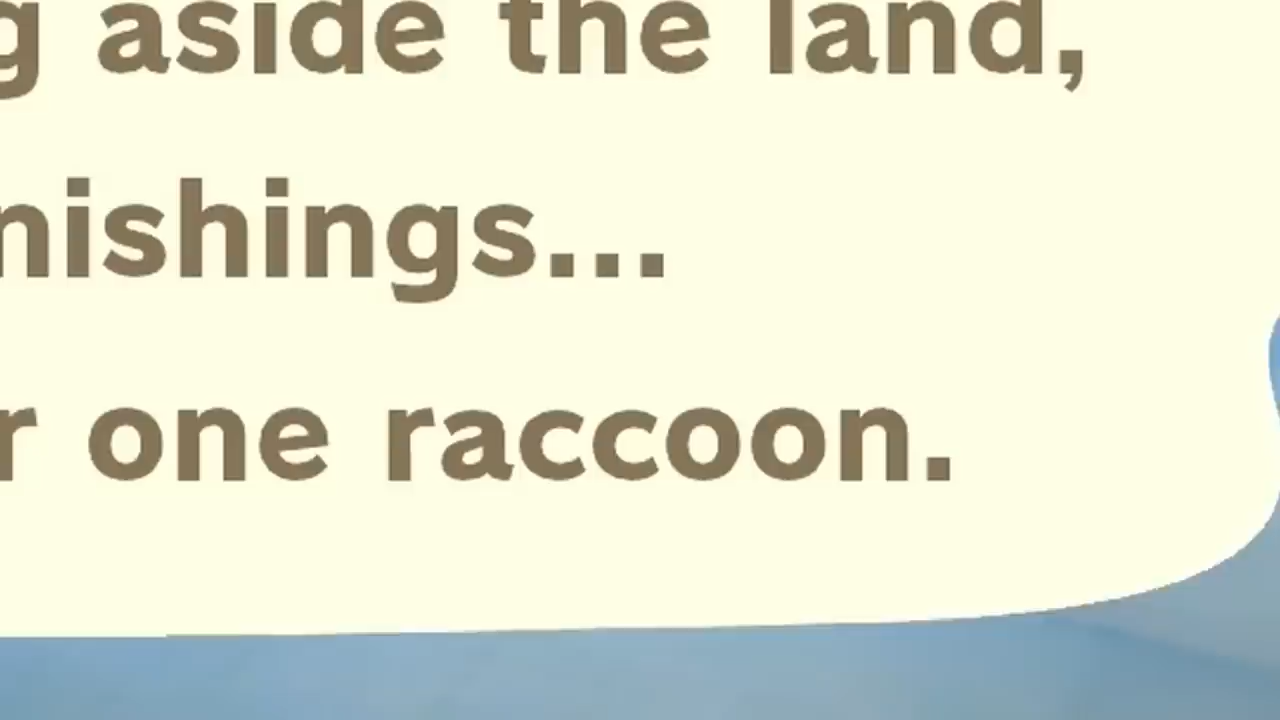 g aside the land,
nishings...
r one raccoon.